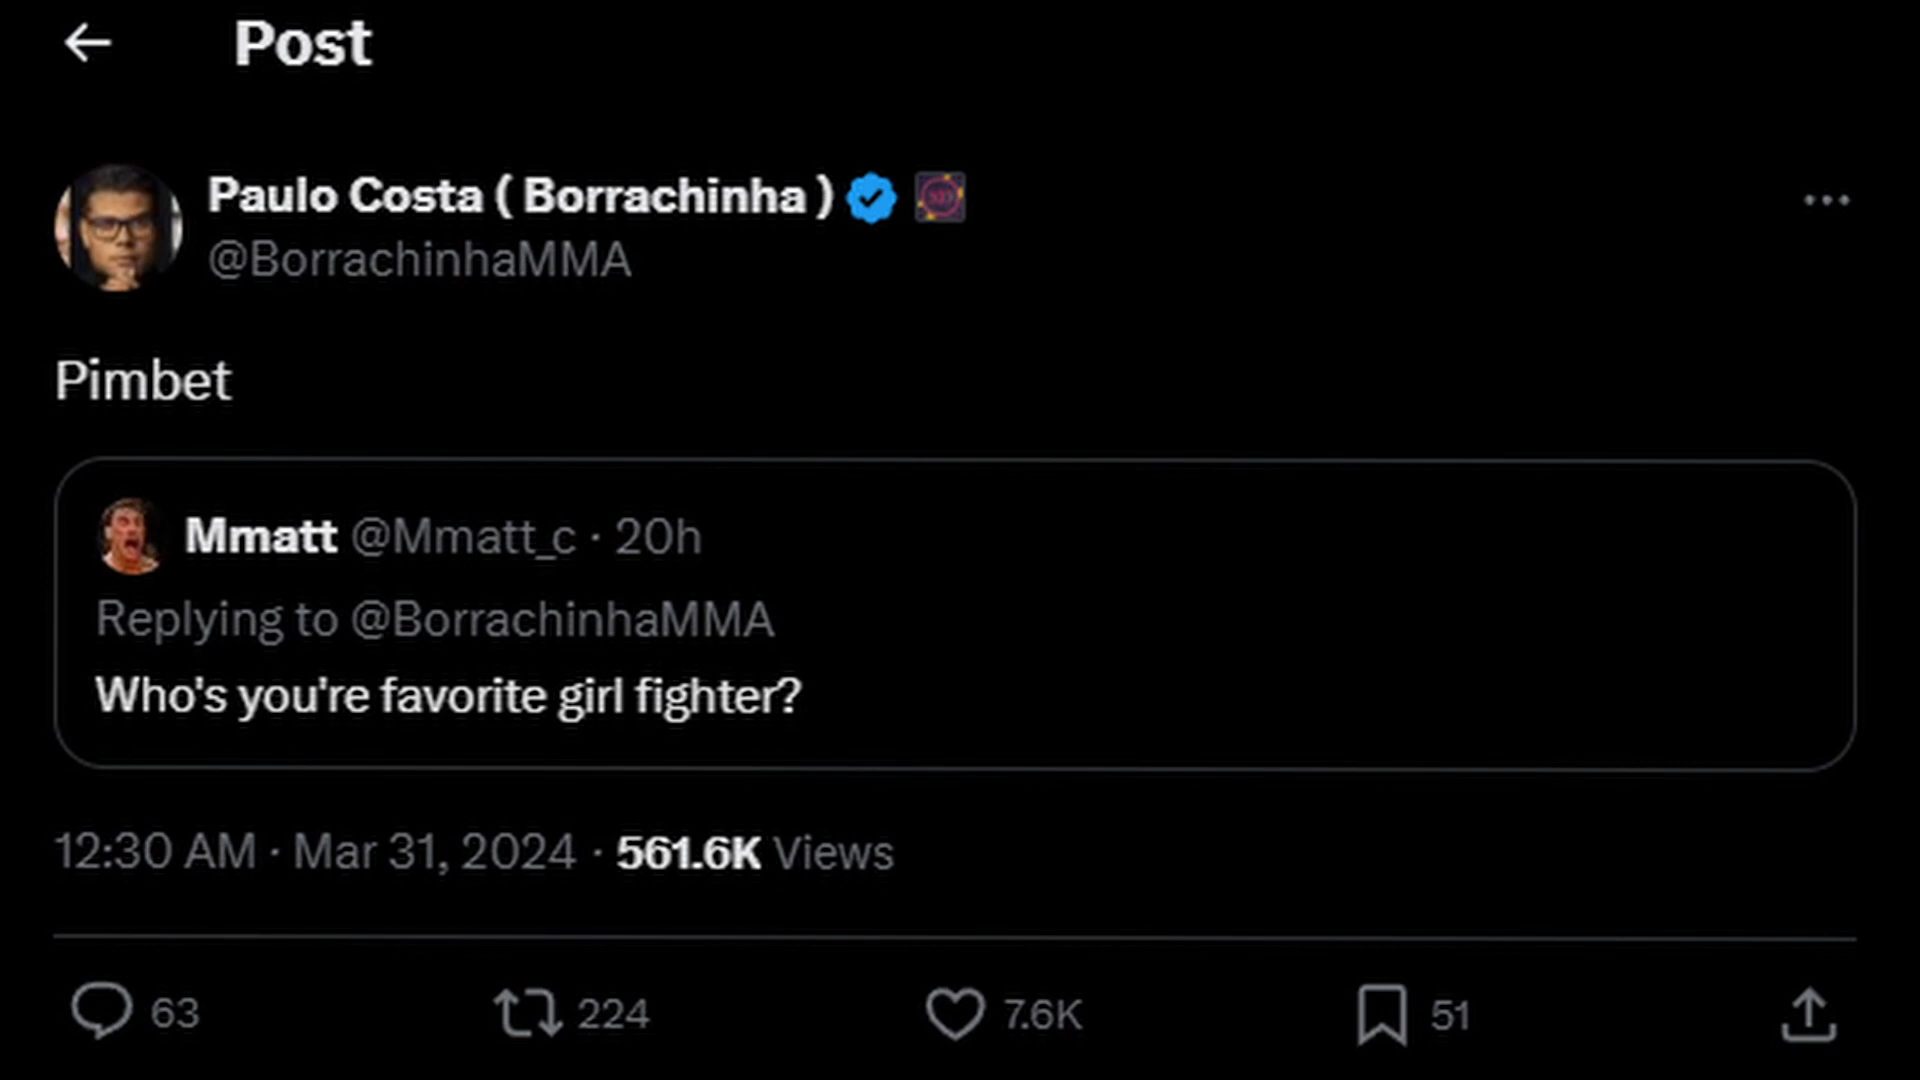 Post
Paulo Costa ( Borrachinha )
@BorrachinhaMMA
Pimbet
Mmatt @Mmatt_c · 20h
Replying to @BorrachinhaMMA
Who's you're favorite girl fighter?
12:30 AM · Mar 31, 2024 · 561.6K Views
63 224 7.6K 51